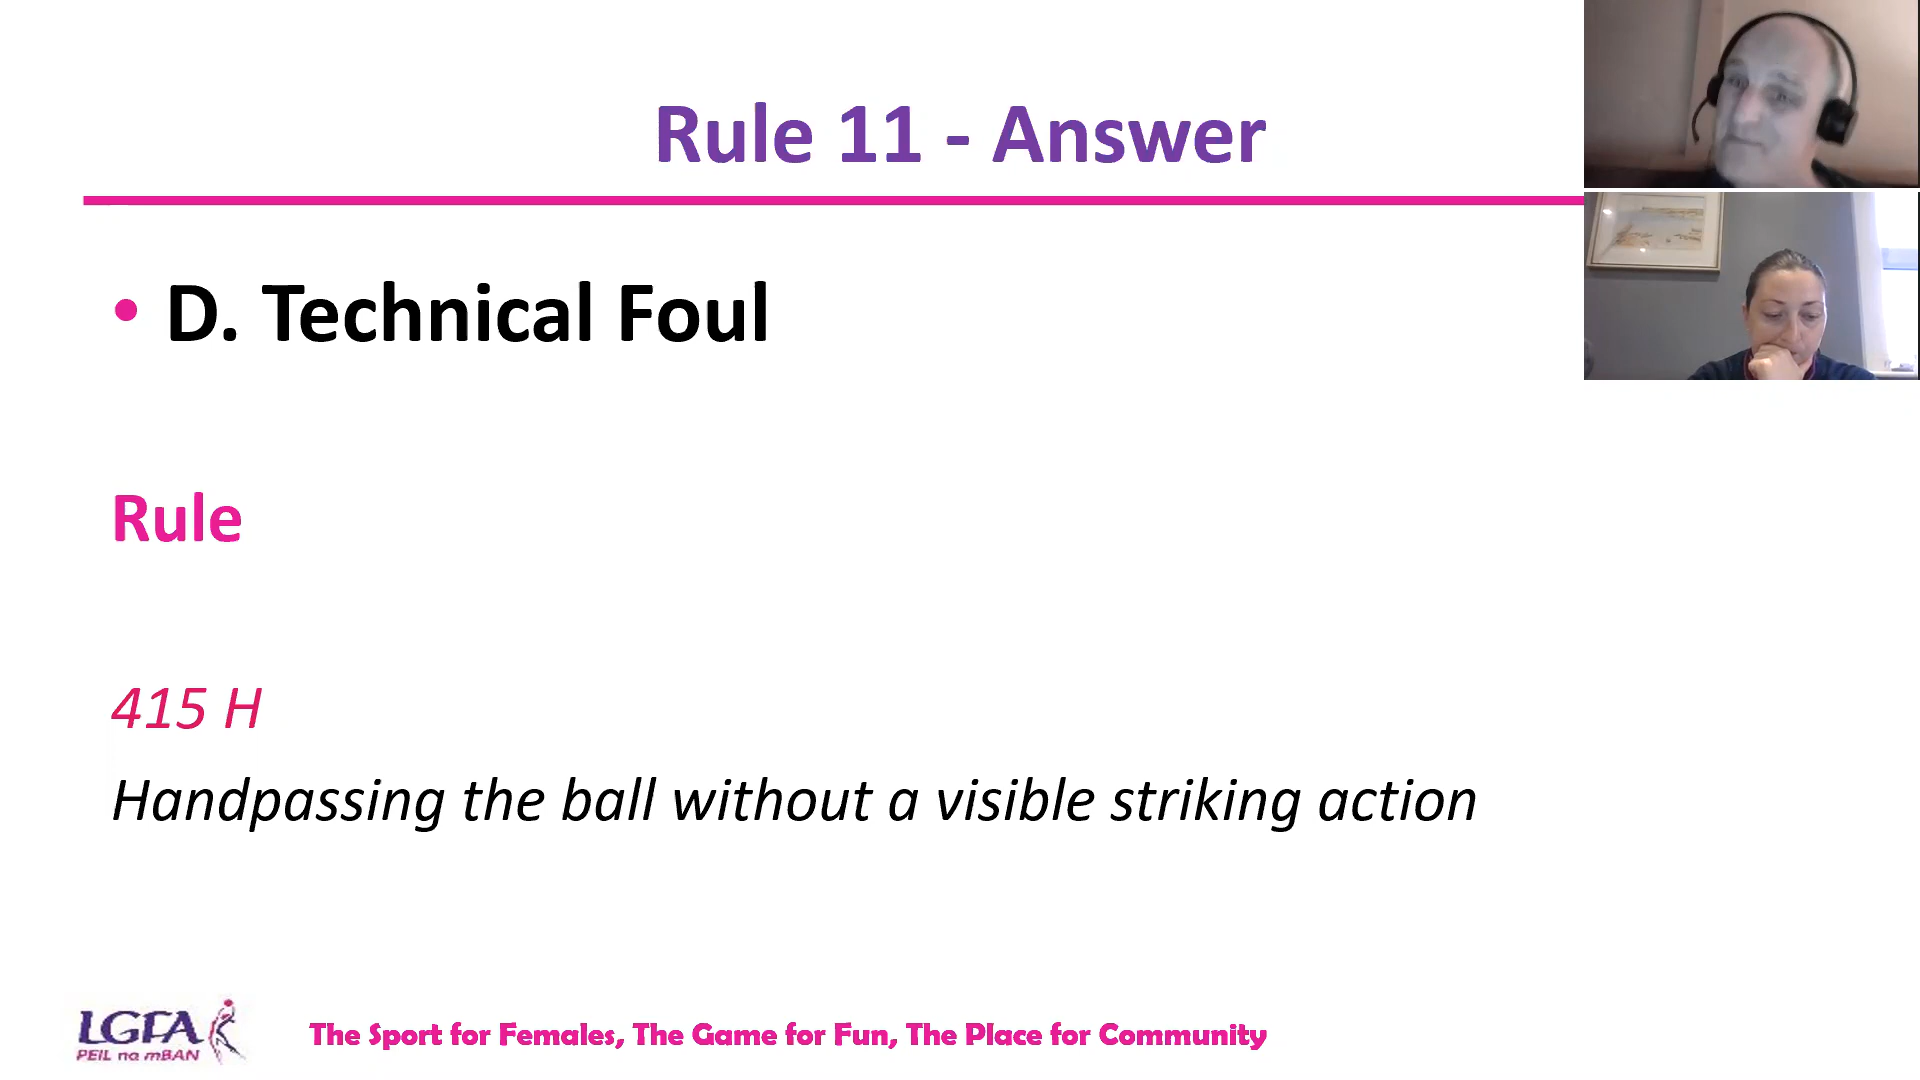 Rule 11 - Answer
• D. Technical Foul
Rule
415 H
Handpassing the ball without a visible striking action
LGFA
PEIL na mBAN
The Sport for Females, The Game for Fun, The Place for Community